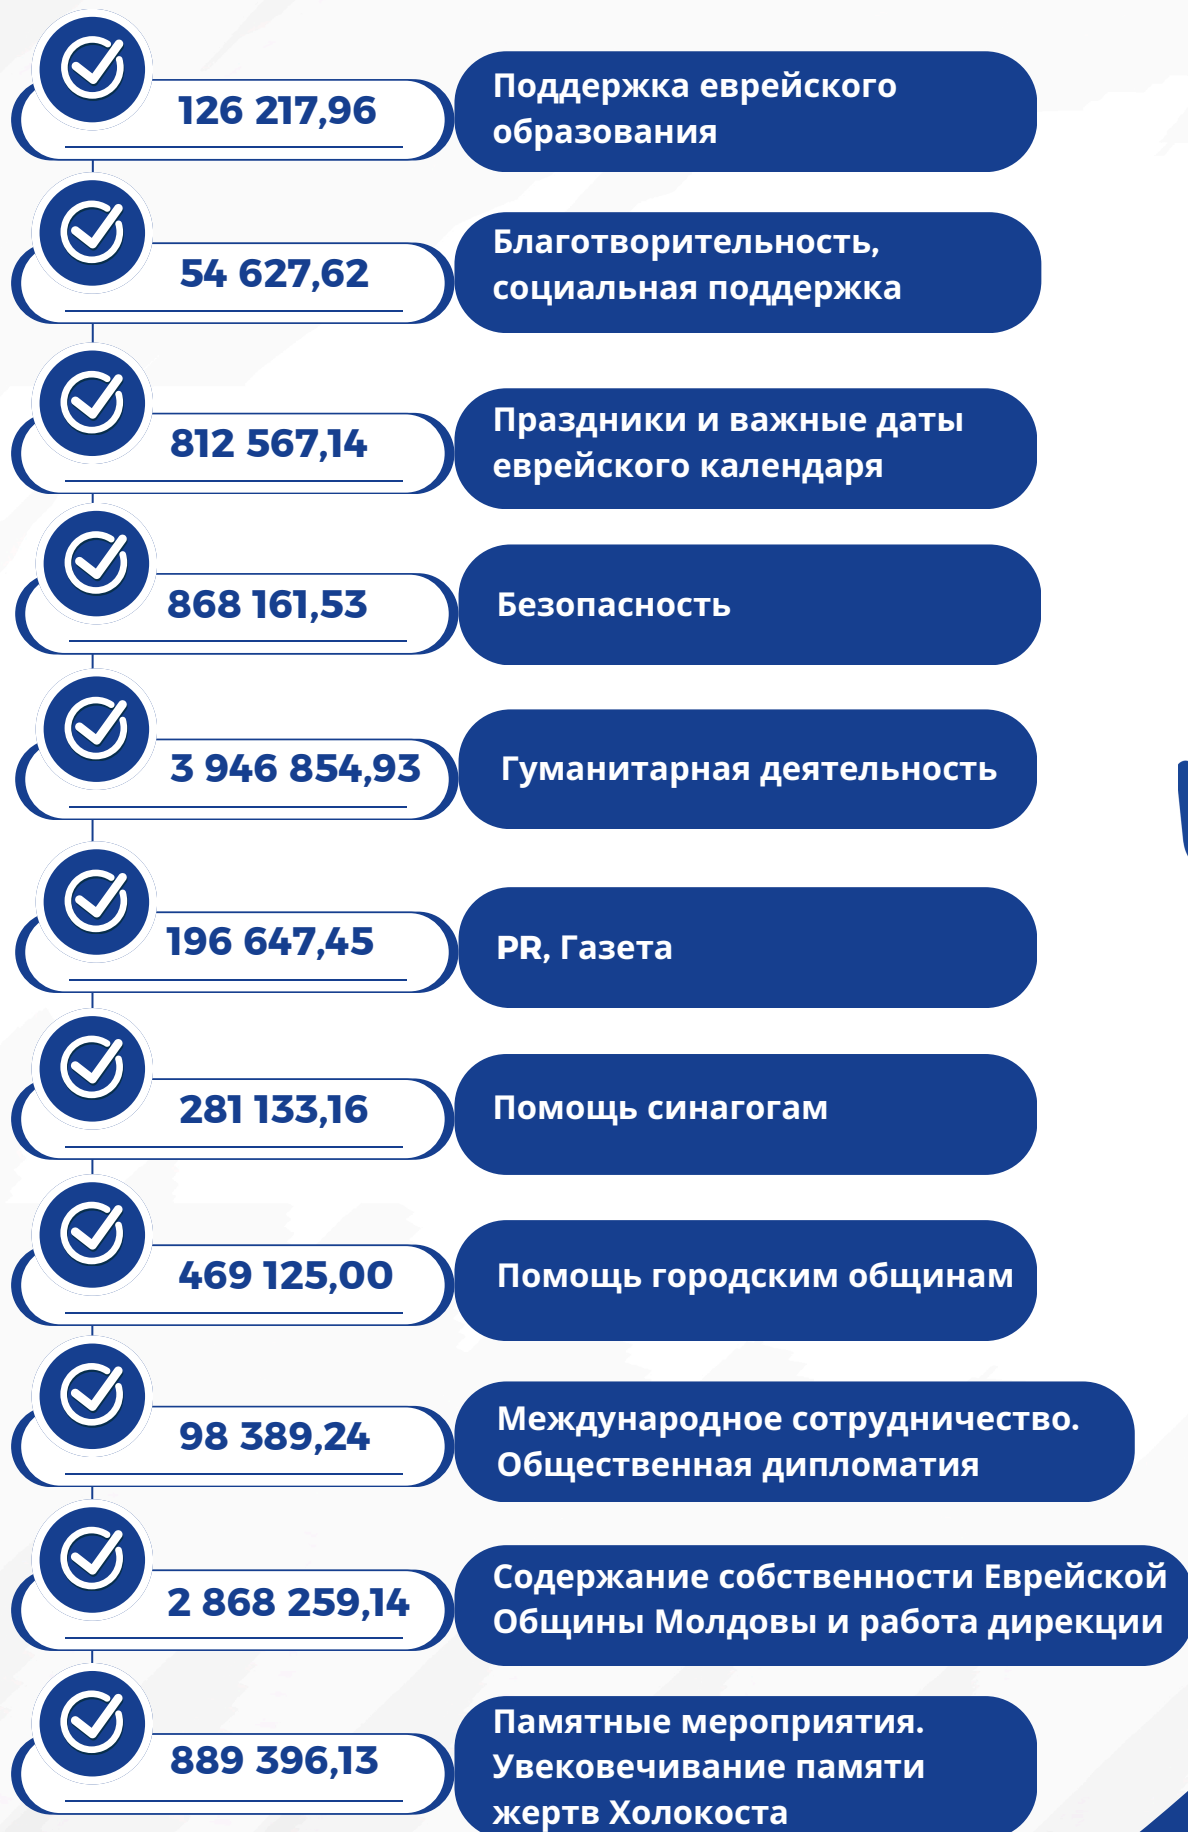 126 217,96
Поддержка еврейского
образования
54 627,62
Благотворительность,
социальная поддержка
812 567,14
Праздники и важные даты
еврейского календаря
868 161,53
Безопасность
3 946 854,93
Гуманитарная деятельность
196 647,45
PR, Газета
281 133,16
Помощь синагогам
469 125,00
Помощь городским общинам
98 389,24
Международное сотрудничество.
Общественная дипломатия
2 868 259,14
Содержание собственности Еврейской
Общины Молдовы и работа дирекции
889 396,13
Памятные мероприятия.
Увековечивание памяти
жертв Холокоста